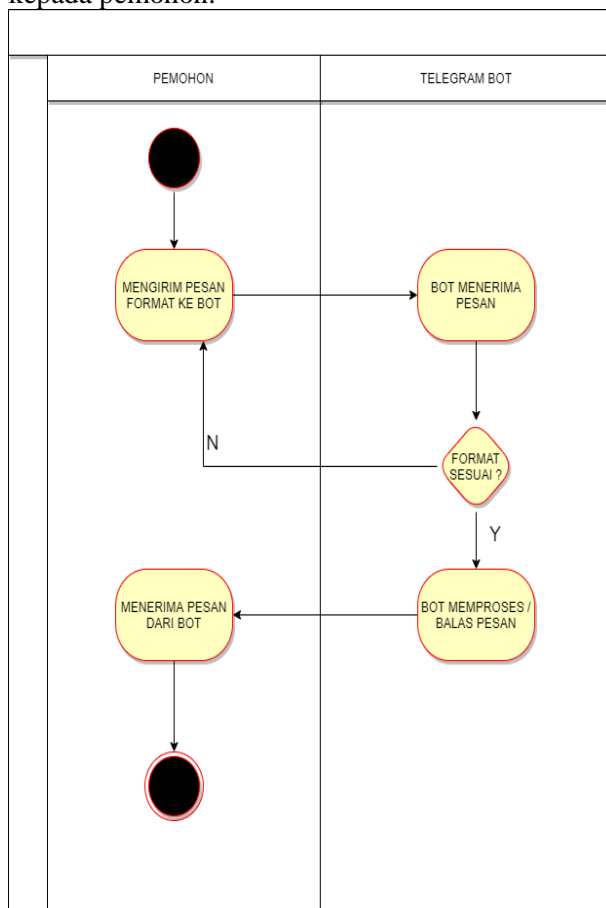 kepada pemohon.
PEMOHON
TELEGRAM BOT
MENGIRIM PESAN
FORMAT KE BOT
BOT MENERIMA
PESAN
N
FORMAT
SESUAI ?
Y
MENERIMA PESAN
DARI BOT
BOT MEMPROSES /
BALAS PESAN